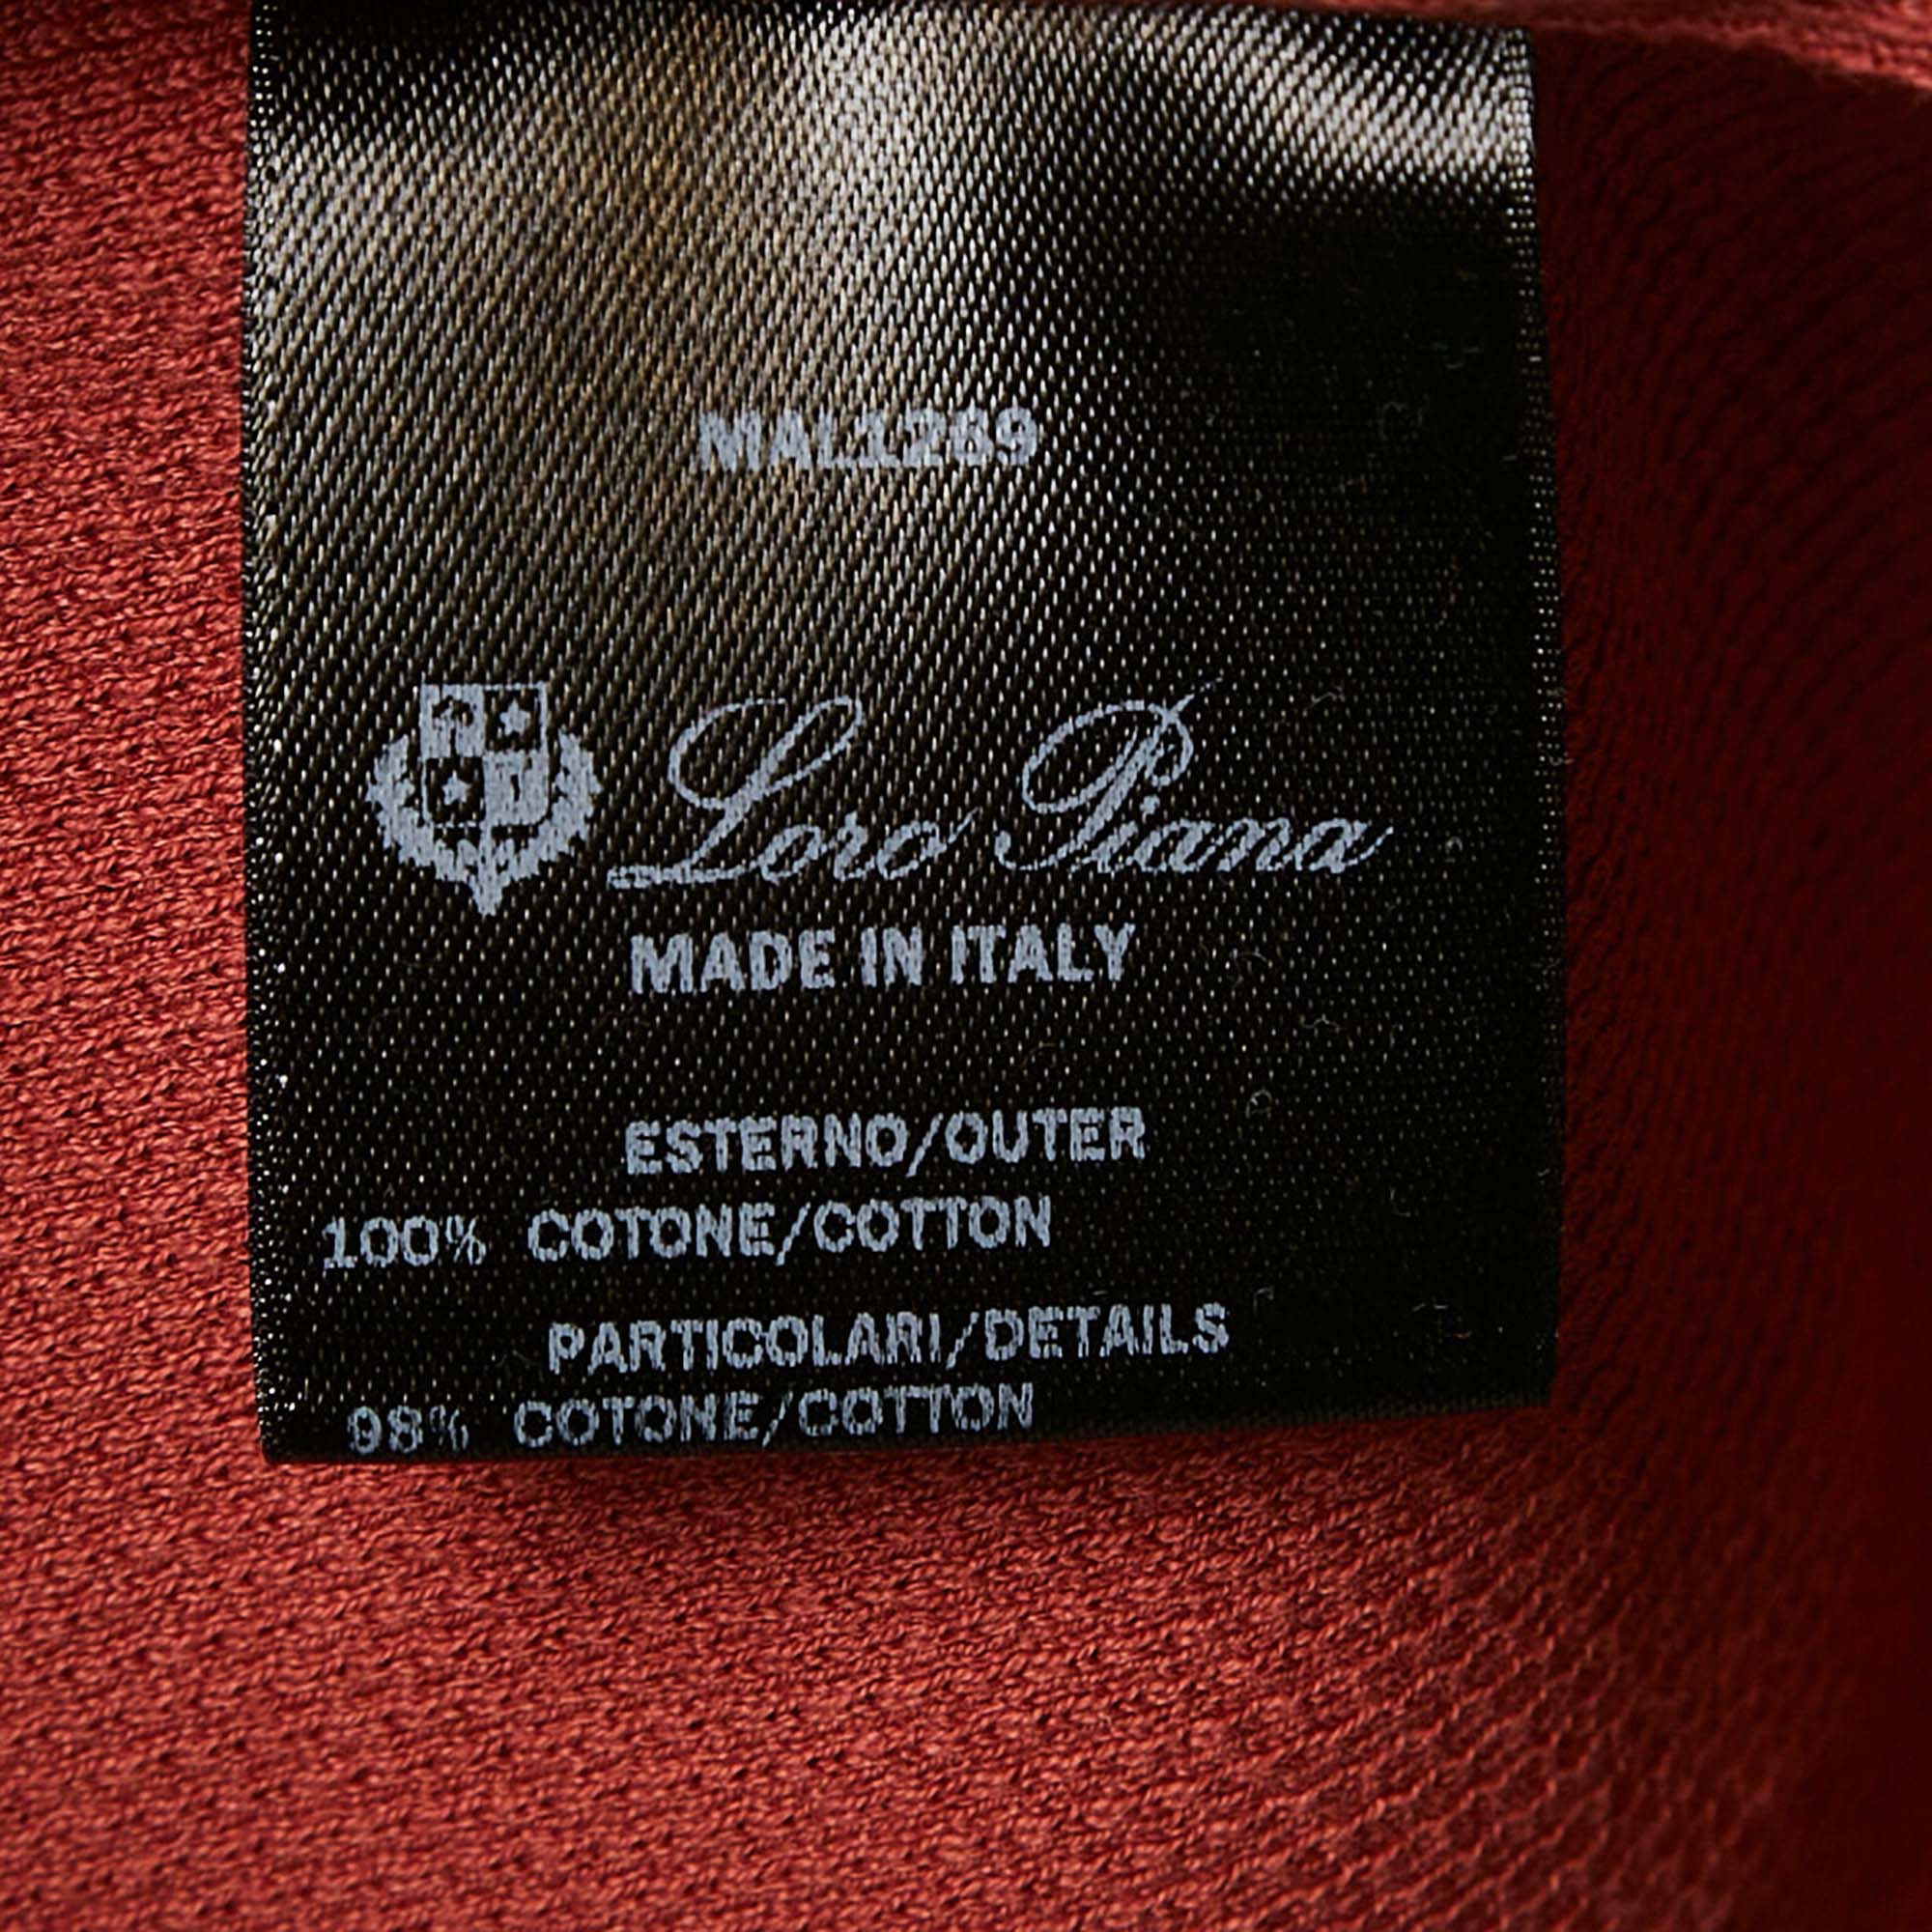 MAL1269
Loro Piana
MADE IN ITALY
ESTERNO/OUTER
100% COTONE/COTTON
PARTICOLARI/DETAILS
98% COTONE/COTTON